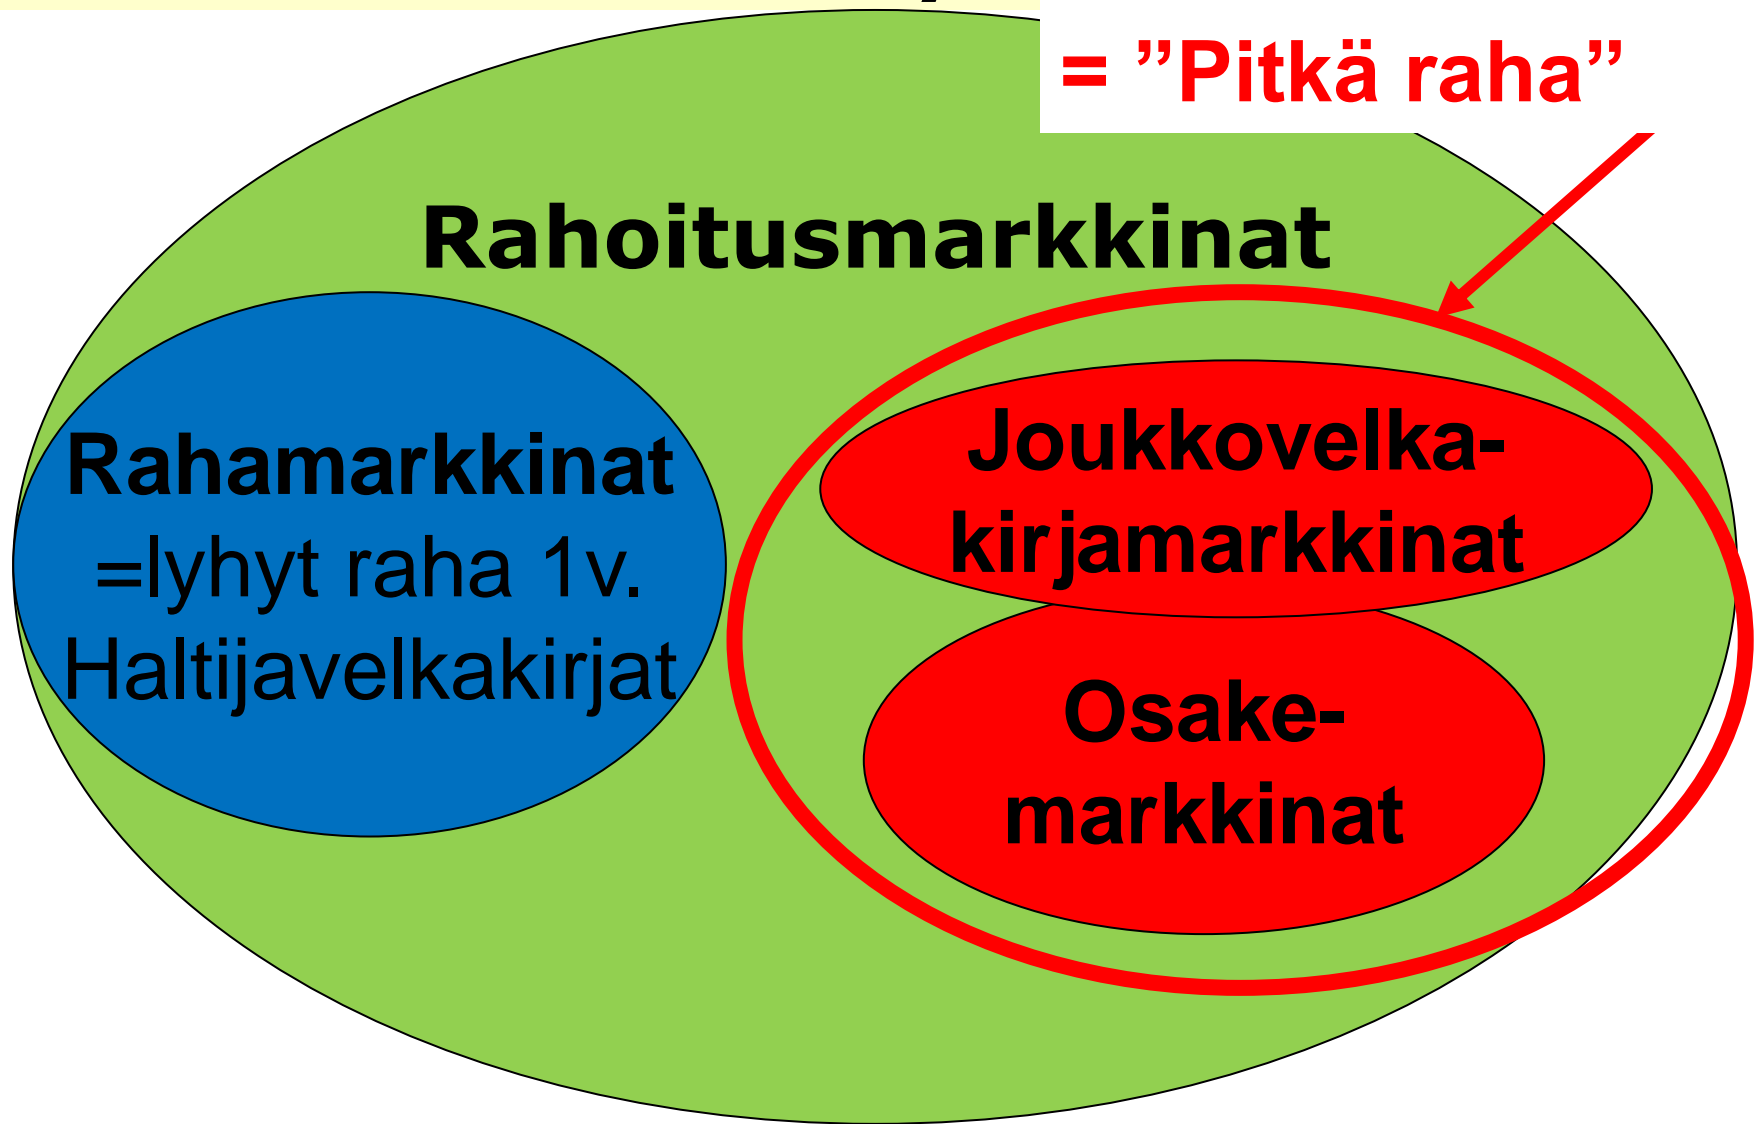 = ”Pitkä raha”
Rahoitusmarkkinat
Rahamarkkinat
=lyhyt raha 1v.
Haltijavelkakirjat
Joukkovelka-
kirjamarkkinat
Osake-
markkinat